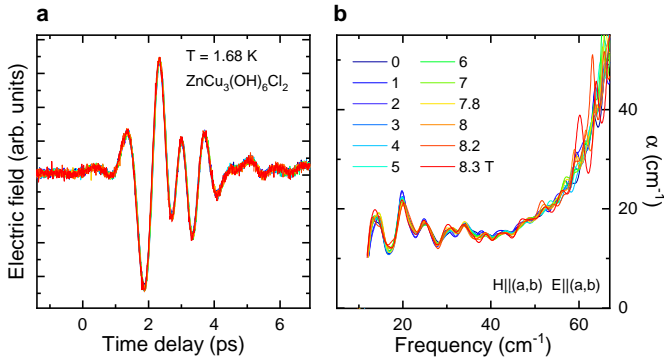 a
T = 1.68 K
ZnCu₃(OH)₆Cl₂
Electric field (arb. units)
0 2 4 6
Time delay (ps)
b
0 6
1 7
2 7.8
3 8
4 8.2
5 8.3 T
H||(a,b) E||(a,b)
40
20
0
α (cm⁻¹)
20 40 60
Frequency (cm⁻¹)